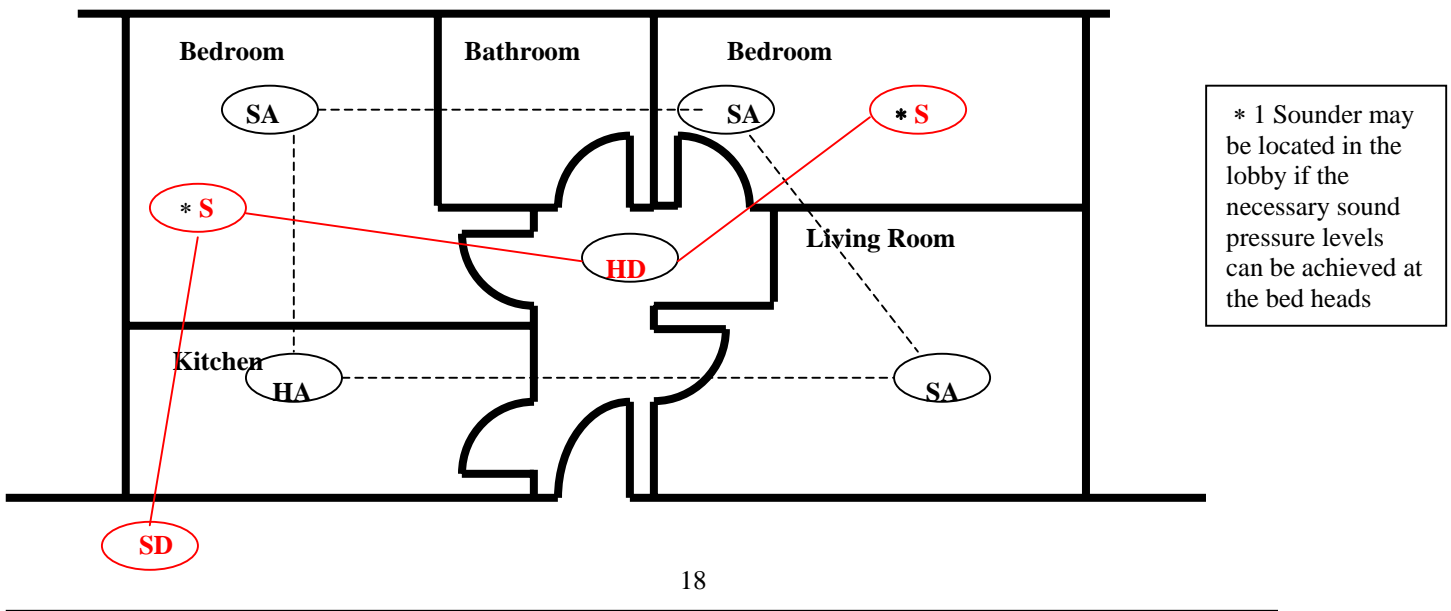 Bedroom
Bathroom
Bedroom
SA
SA
* S
* S
Living Room
HD
Kitchen
HA
SA
SD
* 1 Sounder may
be located in the
lobby if the
necessary sound
pressure levels
can be achieved at
the bed heads
18